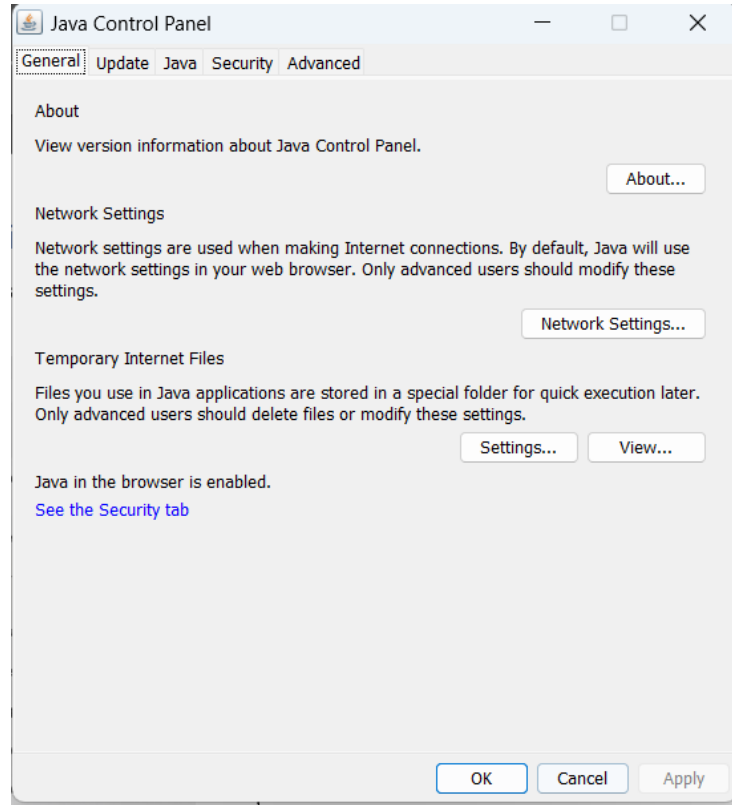 Java Control Panel
General Update Java Security Advanced
About
View version information about Java Control Panel.
About...
Network Settings
Network settings are used when making Internet connections. By default, Java will use
the network settings in your web browser. Only advanced users should modify these
settings.
Network Settings...
Temporary Internet Files
Files you use in Java applications are stored in a special folder for quick execution later.
Only advanced users should delete files or modify these settings.
Settings... View...
Java in the browser is enabled.
See the Security tab
OK Cancel Apply